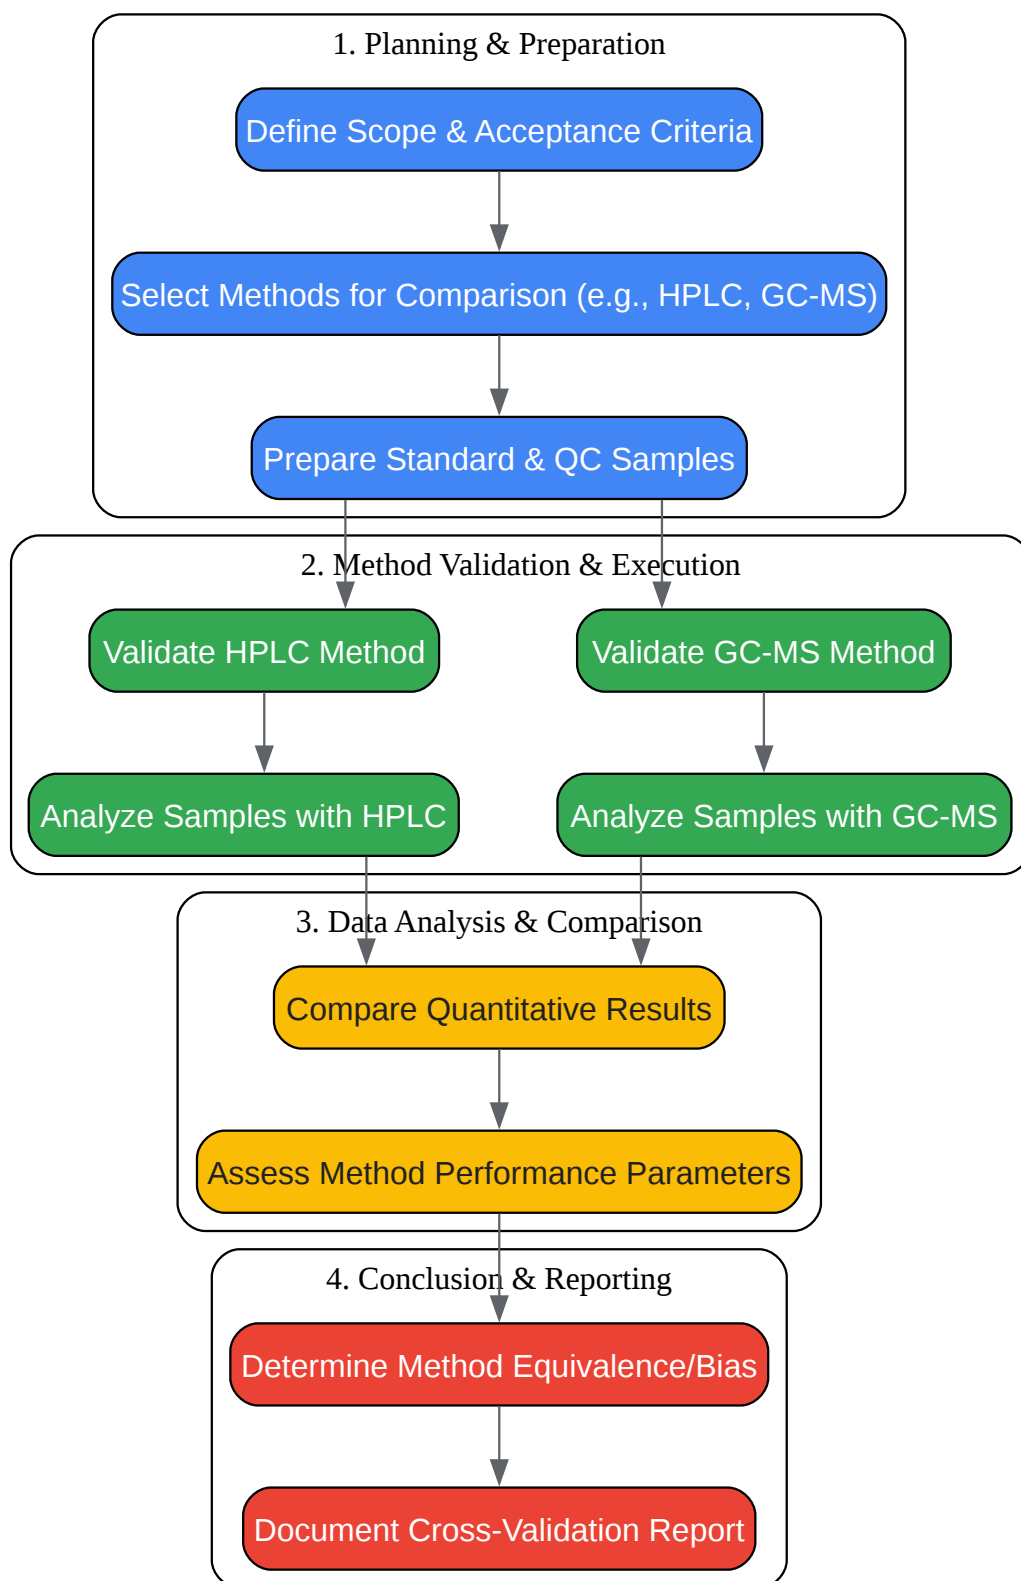 1. Planning & Preparation
Define Scope & Acceptance Criteria
Select Methods for Comparison (e.g., HPLC, GC-MS)
Prepare Standard & QC Samples
2. Method Validation & Execution
Validate HPLC Method
Validate GC-MS Method
Analyze Samples with HPLC
Analyze Samples with GC-MS
3. Data Analysis & Comparison
Compare Quantitative Results
Assess Method Performance Parameters
4. Conclusion & Reporting
Determine Method Equivalence/Bias
Document Cross-Validation Report